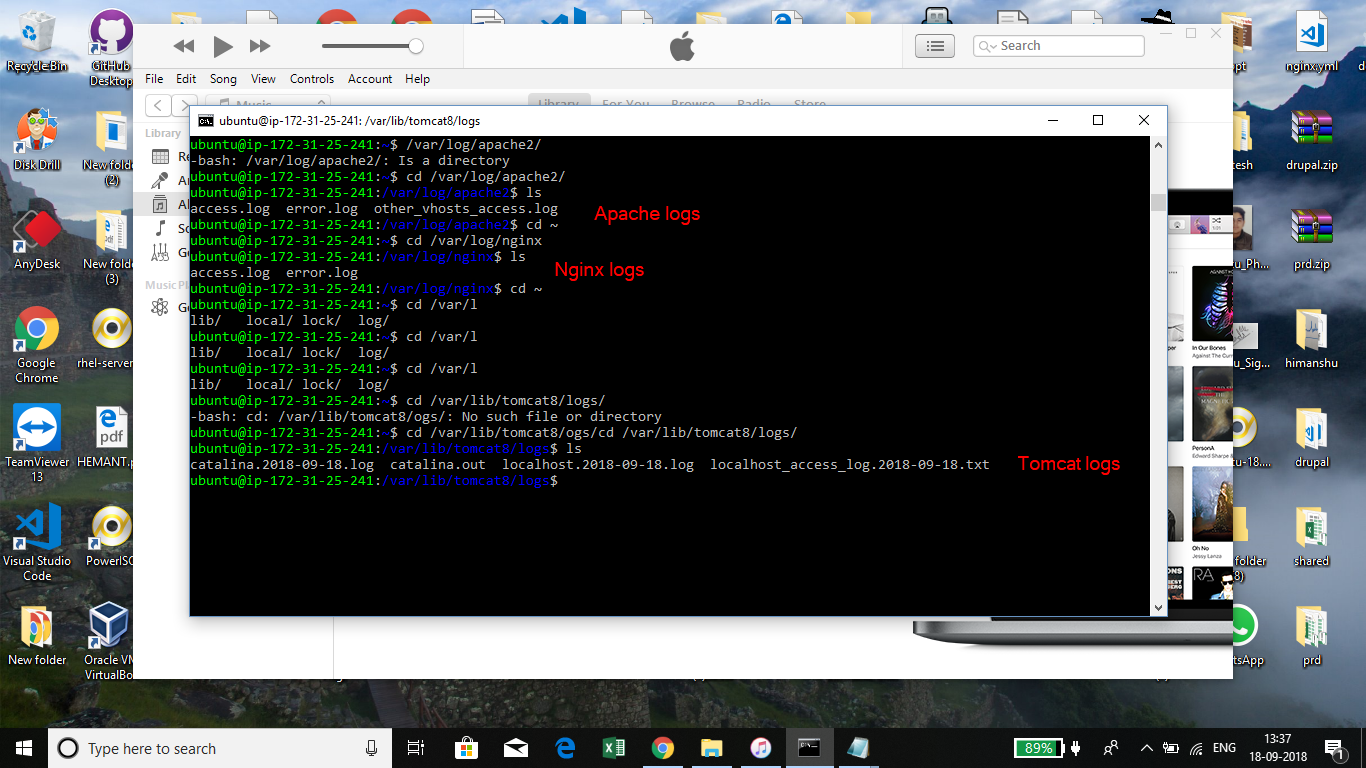 Recycle Bin
GitHub Desktop
nginx.yml
Search
File Edit Song View Controls Account Help
Music
Library For You Browse Radio Store
Library
Music
ubuntu@ip-172-31-25-241: /var/lib/tomcat8/logs
ubuntu@ip-172-31-25-241:~$ /var/log/apache2/
-bash: /var/log/apache2/: Is a directory
ubuntu@ip-172-31-25-241:~$ cd /var/log/apache2/
ubuntu@ip-172-31-25-241:/var/log/apache2$ ls
access.log  error.log  other_vhosts_access.log
Apache logs
ubuntu@ip-172-31-25-241:/var/log/apache2$ cd ~
ubuntu@ip-172-31-25-241:~$ cd /var/log/nginx
ubuntu@ip-172-31-25-241:/var/log/nginx$ ls
access.log  error.log
Nginx logs
ubuntu@ip-172-31-25-241:/var/log/nginx$ cd ~
ubuntu@ip-172-31-25-241:~$ cd /var/l
lib/   local/ lock/  log/
ubuntu@ip-172-31-25-241:~$ cd /var/l
lib/   local/ lock/  log/
ubuntu@ip-172-31-25-241:~$ cd /var/l
lib/   local/ lock/  log/
ubuntu@ip-172-31-25-241:~$ cd /var/lib/tomcat8/logs/
-bash: cd: /var/lib/tomcat8/ogs/: No such file or directory
ubuntu@ip-172-31-25-241:~$ cd /var/lib/tomcat8/ogs/cd /var/lib/tomcat8/logs/
ubuntu@ip-172-31-25-241:/var/lib/tomcat8/logs$ ls
catalina.2018-09-18.log  catalina.out  localhost.2018-09-18.log  localhost_access_log.2018-09-18.txt
Tomcat logs
ubuntu@ip-172-31-25-241:/var/lib/tomcat8/logs$
Disk Drill
New folder (2)
drupal.zip
AnyDesk
New folde (3)
prd.zip
Google Chrome
rhel-server
In Our Bones
Against The Curr
himanshu
TeamViewer 13
pdf
HEMANT.p
PersonA
Edward Sharpe & th
drupal
Visual Studio Code
PowerISO
Oh No
Jessy Lanza
shared
New folder
Oracle VM VirtualBo
tsApp
prd
Type here to search
89%
ENG
13:37
18-09-2018
1